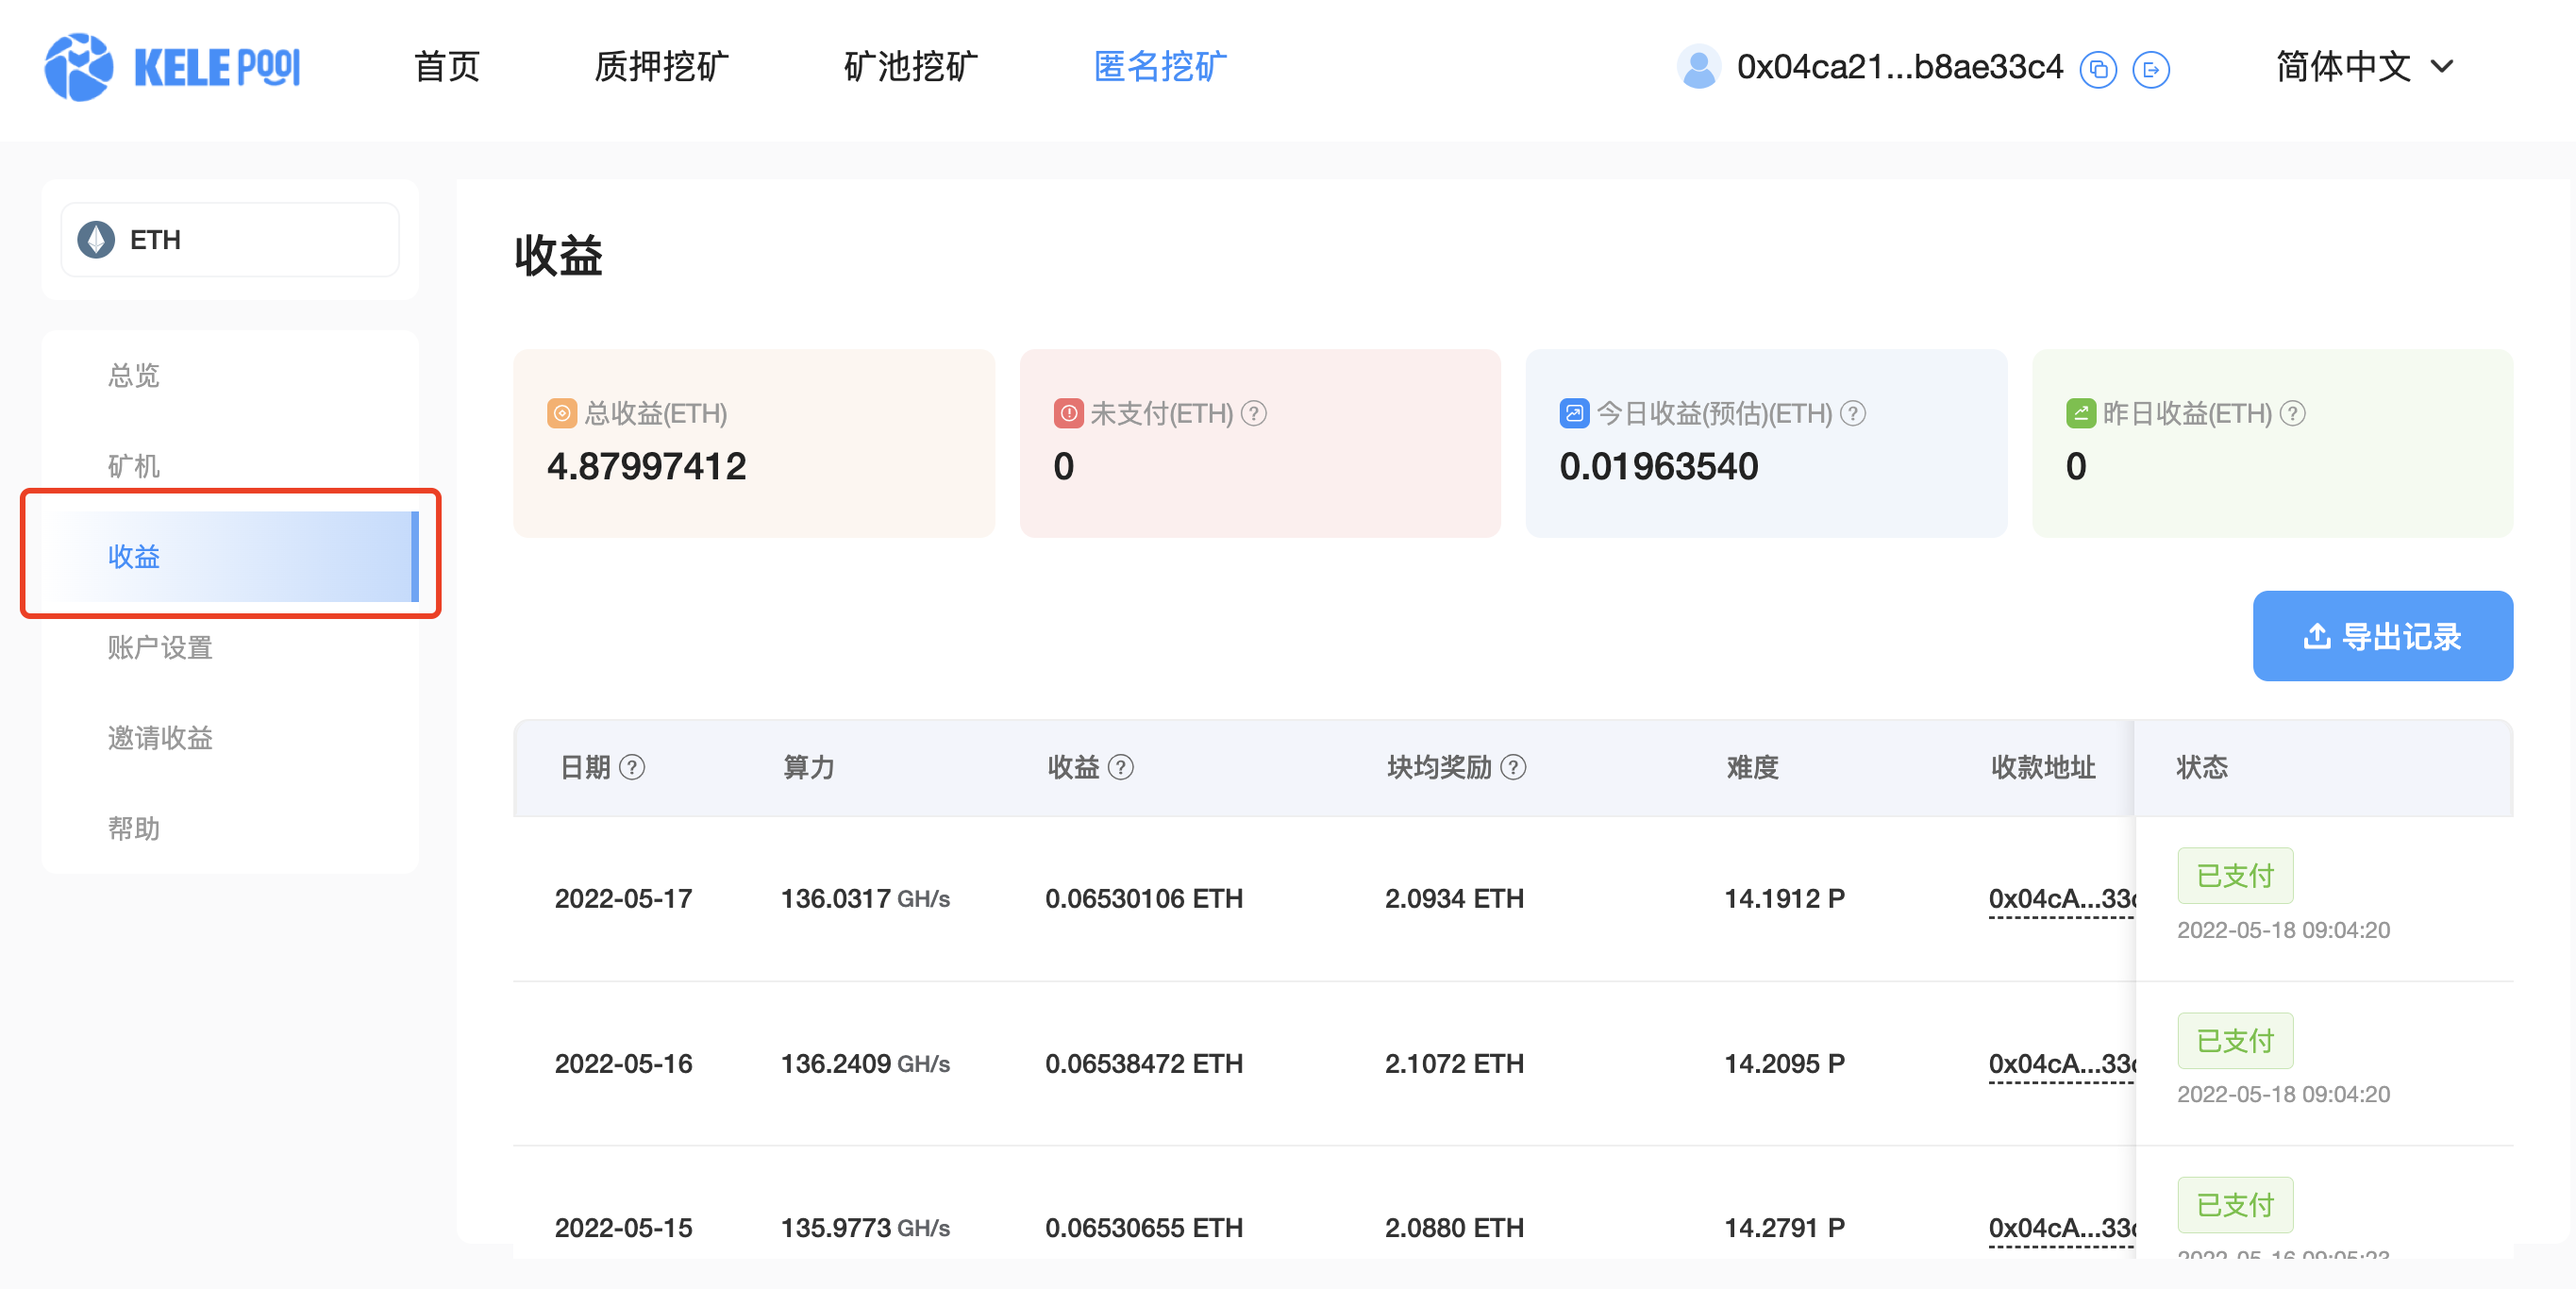 KELE POOL 首页 质押挖矿 矿池挖矿 匿名挖矿 0x04ca21...b8ae33c4 简体中文
ETH
总览
矿机
收益
账户设置
邀请收益
帮助
收益
总收益(ETH) 未支付(ETH) 今日收益(预估)(ETH) 昨日收益(ETH)
4.87997412 0 0.01963540 0
导出记录
日期 算力 收益 块均奖励 难度 收款地址 状态
2022-05-17 136.0317 GH/s 0.06530106 ETH 2.0934 ETH 14.1912 P 0x04cA...33 已支付
2022-05-18 09:04:20
2022-05-16 136.2409 GH/s 0.06538472 ETH 2.1072 ETH 14.2095 P 0x04cA...33 已支付
2022-05-18 09:04:20
2022-05-15 135.9773 GH/s 0.06530655 ETH 2.0880 ETH 14.2791 P 0x04cA...33 已支付